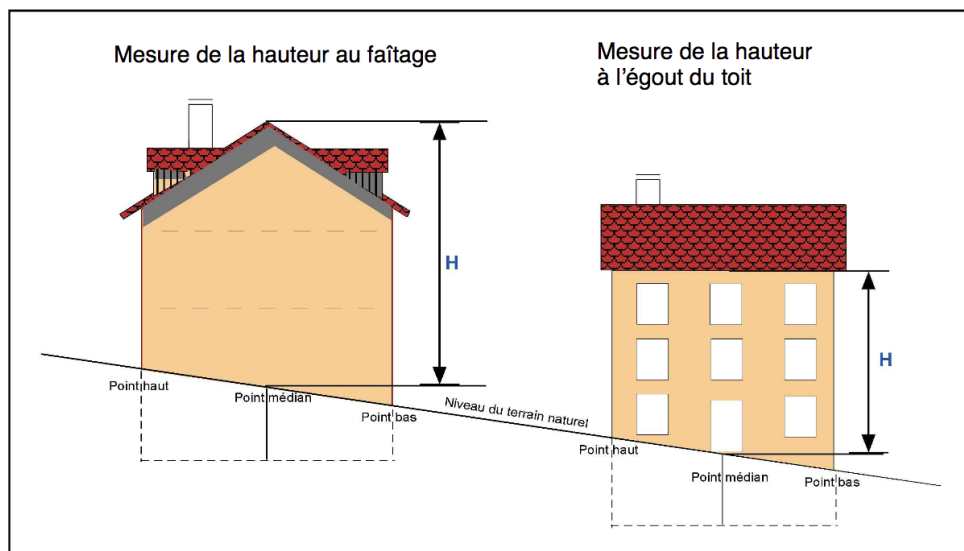 Mesure de la hauteur au faîtage
Mesure de la hauteur
à l'égout du toit
H
H
Point haut
Point médian
Point bas
Niveau du terrain naturel
Point haut
Point médian
Point bas